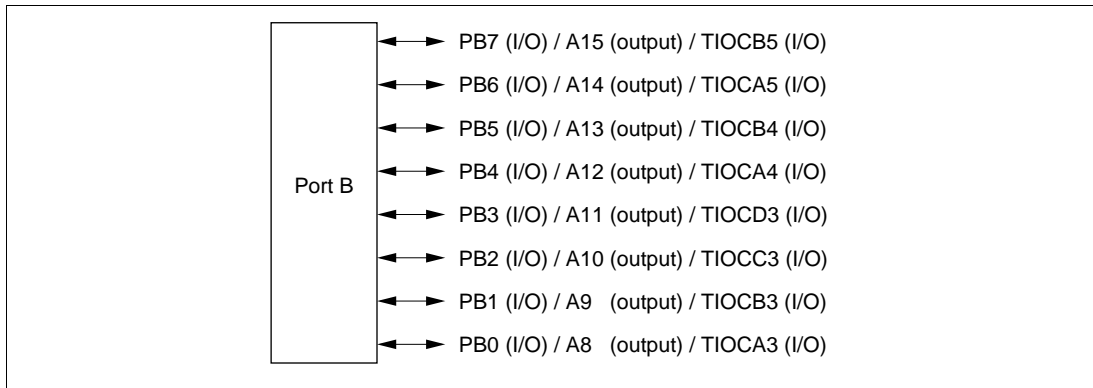 PB7 (I/O) / A15 (output) / TIOCB5 (I/O)
PB6 (I/O) / A14 (output) / TIOCA5 (I/O)
PB5 (I/O) / A13 (output) / TIOCB4 (I/O)
PB4 (I/O) / A12 (output) / TIOCA4 (I/O)
Port B
PB3 (I/O) / A11 (output) / TIOCD3 (I/O)
PB2 (I/O) / A10 (output) / TIOCC3 (I/O)
PB1 (I/O) / A9 (output) / TIOCB3 (I/O)
PB0 (I/O) / A8 (output) / TIOCA3 (I/O)